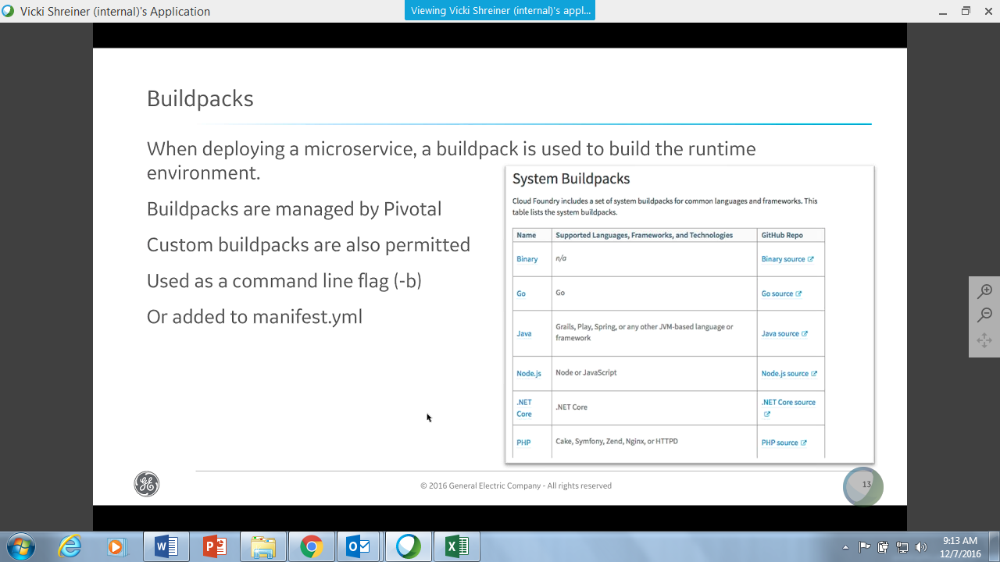 Vicki Shreiner (internal)'s Application
Viewing Vicki Shreiner (internal)'s appl...
Buildpacks
When deploying a microservice, a buildpack is used to build the runtime
environment.
Buildpacks are managed by Pivotal
Custom buildpacks are also permitted
Used as a command line flag (-b)
Or added to manifest.yml
System Buildpacks
Cloud Foundry includes a set of system buildpacks for common languages and frameworks. This
table lists the system buildpacks.
Name Supported Languages, Frameworks, and Technologies GitHub Repo
Binary n/a Binary source
Go Go Go source
Java Grails, Play, Spring, or any other JVM-based language or
framework Java source
Node.js Node or JavaScript Node.js source
.NET
Core .NET Core .NET Core source
PHP Cake, Symfony, Zend, Nginx, or HTTPD PHP source
© 2016 General Electric Company - All rights reserved
13
9:13 AM
12/7/2016